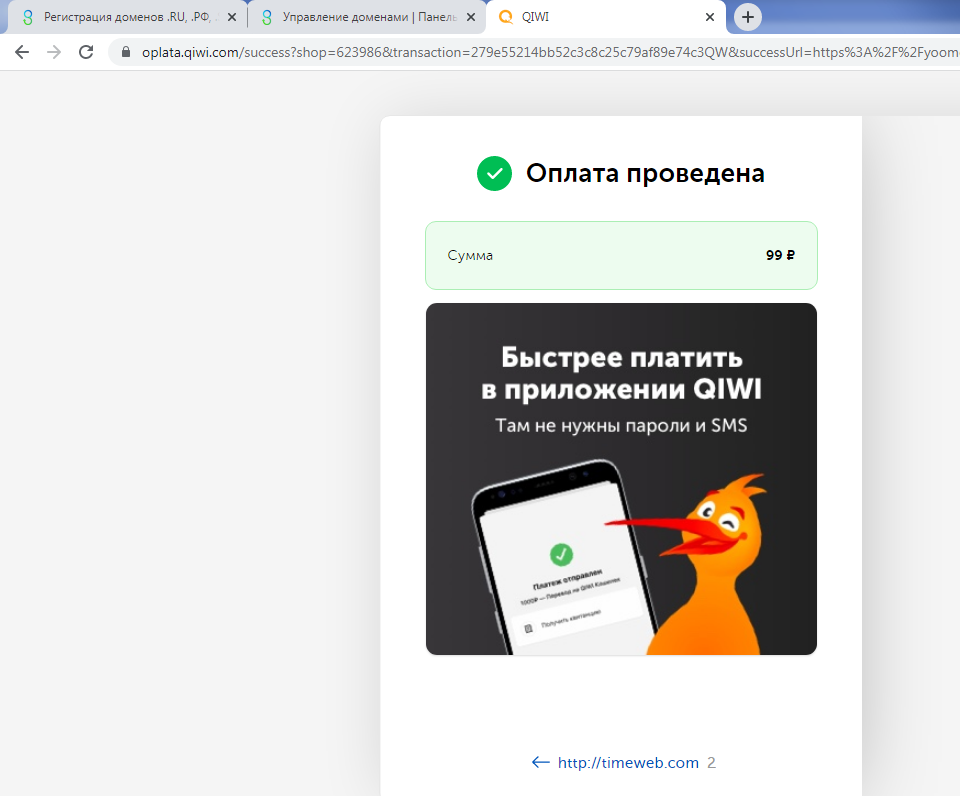 Регистрация доменов .RU, .РФ,
Управление доменами | Панель
QIWI
oplata.qiwi.com/success?shop=623986&transaction=279e55214bb52c3c8c25c79af89e74c3QW&successUrl=https%3A%2F%2Fyoom
Оплата проведена
Сумма
99 ₽
Быстрее платить
в приложении QIWI
Там не нужны пароли и SMS
Платеж отправлен
1000₽ — Перевод на QIWI Кошелек
Получить квитанцию
← http://timeweb.com 2